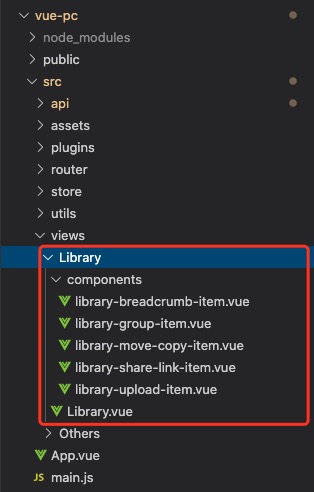 vue-pc
node_modules
public
src
api
assets
plugins
router
store
utils
views
Library
components
library-breadcrumb-item.vue
library-group-item.vue
library-move-copy-item.vue
library-share-link-item.vue
library-upload-item.vue
Library.vue
Others
App.vue
JS main.js